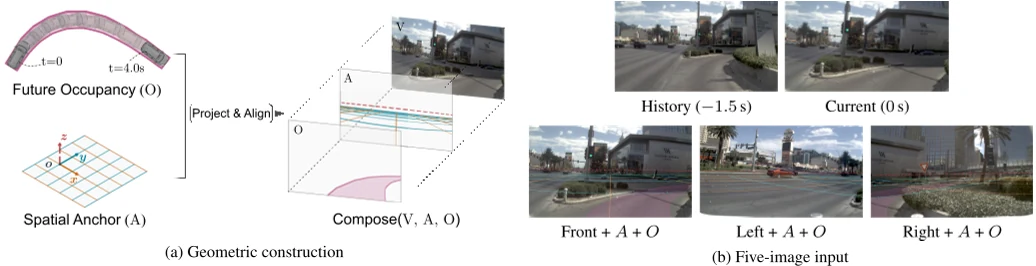 t=0
t=4.0s
Future Occupancy (O)
z
y
o
x
Spatial Anchor (A)
(Project & Align)
V
A
O
Compose(V, A, O)
(a) Geometric construction
History (−1.5 s)
Current (0 s)
Front + A + O
Left + A + O
Right + A + O
(b) Five-image input